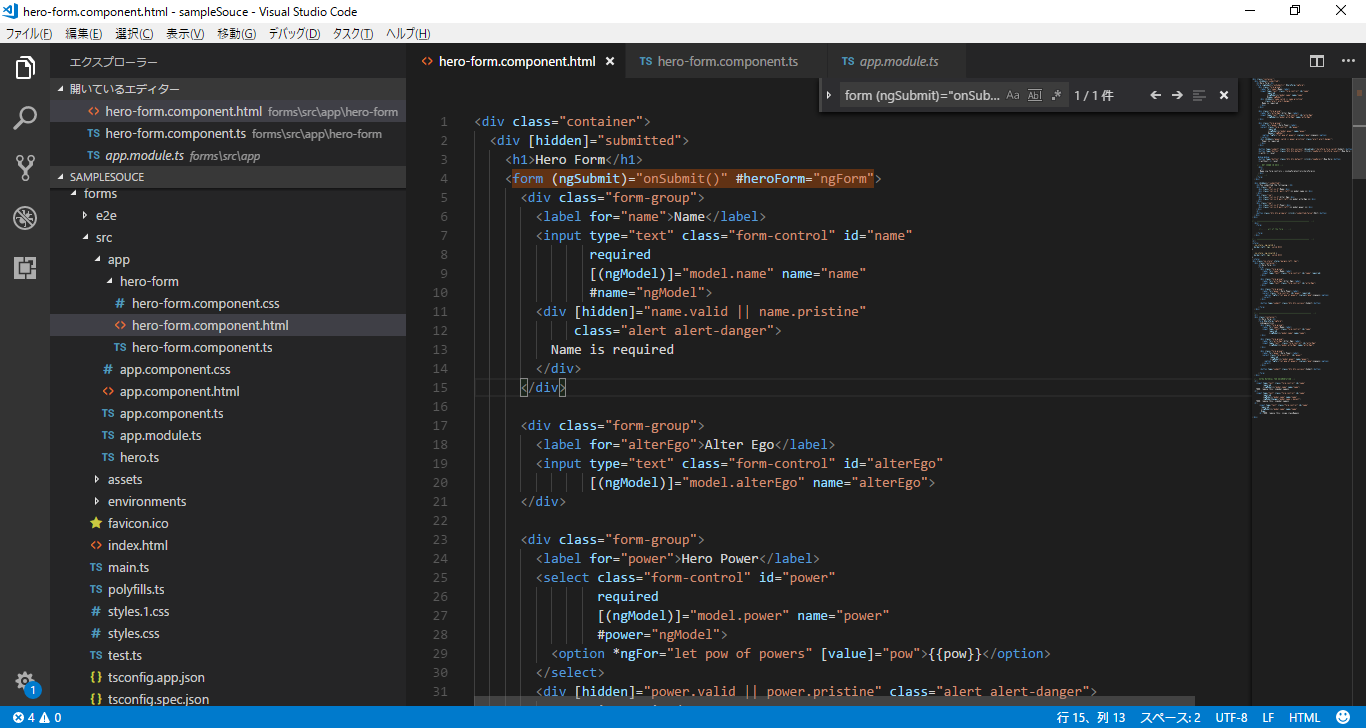 hero-form.component.html - sampleSouce - Visual Studio Code
ファイル(F) 編集(E) 選択(C) 表示(V) 移動(G) デバッグ(D) タスク(T) ヘルプ(H)
エクスプローラー
開いているエディター
hero-form.component.html forms\src\app\hero-form
TS hero-form.component.ts forms\src\app\hero-form
TS app.module.ts forms\src\app
SAMPLESOUCE
forms
e2e
src
app
hero-form
# hero-form.component.css
<> hero-form.component.html
TS hero-form.component.ts
# app.component.css
<> app.component.html
TS app.component.ts
TS app.module.ts
TS hero.ts
assets
environments
favicon.ico
<> index.html
TS main.ts
TS polyfills.ts
# styles.1.css
# styles.css
TS test.ts
{} tsconfig.app.json
{} tsconfig.spec.json
1
<> hero-form.component.html × TS hero-form.component.ts TS app.module.ts
form (ngSubmit)="onSub... Aa Abl .* 1 / 1 件
1 <div class="container">
2 <div [hidden]="submitted">
3 <h1>Hero Form</h1>
4 <form (ngSubmit)="onSubmit()" #heroForm="ngForm">
5 <div class="form-group">
6 <label for="name">Name</label>
7 <input type="text" class="form-control" id="name"
8 required
9 [(ngModel)]="model.name" name="name"
10 #name="ngModel">
11 <div [hidden]="name.valid || name.pristine"
12 class="alert alert-danger">
13 Name is required
14 </div>
15 </div>
16
17 <div class="form-group">
18 <label for="alterEgo">Alter Ego</label>
19 <input type="text" class="form-control" id="alterEgo"
20 [(ngModel)]="model.alterEgo" name="alterEgo">
21 </div>
22
23 <div class="form-group">
24 <label for="power">Hero Power</label>
25 <select class="form-control" id="power"
26 required
27 [(ngModel)]="model.power" name="power"
28 #power="ngModel">
29 <option *ngFor="let pow of powers" [value]="pow">{{pow}}</option>
30 </select>
31 <div [hidden]="power.valid || power.pristine" class="alert alert-danger">
4 0 行 15、列 13 スペース: 2 UTF-8 LF HTML